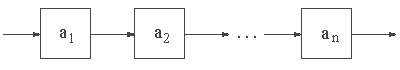 a₁ a₂ ... aₙ